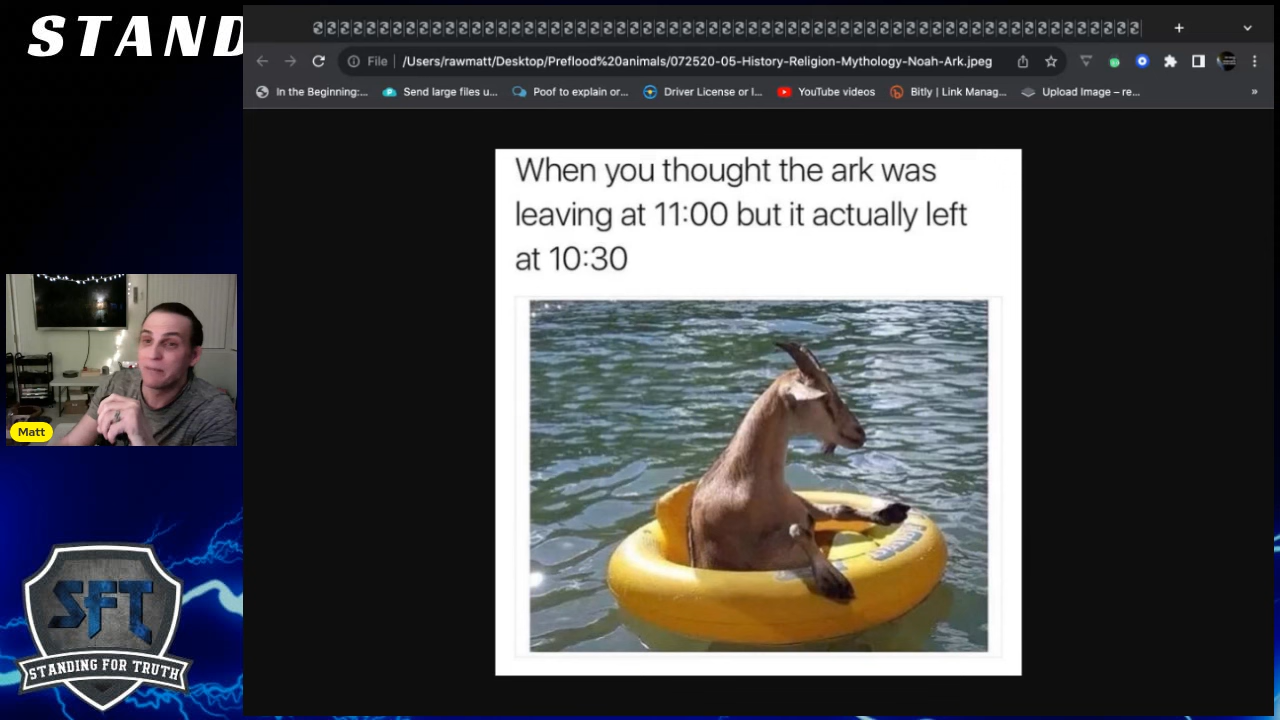 STAND
File
/Users/rawmatt/Desktop/Preflood%20animals/072520-05-History-Religion-Mythology-Noah-Ark.jpeg
In the Beginning:...
Send large files u...
Poof to explain or...
Driver License or I...
YouTube videos
Bitly | Link Manag...
Upload Image – re...
»
When you thought the ark was
leaving at 11:00 but it actually left
at 10:30
Matt
SFT
STANDING FOR TRUTH